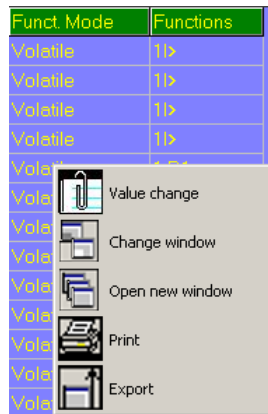 Funct. Mode Functions
Volatile 1I>
Volatile 1I>
Volatile 1I>
Volatile 1I>
Value change
Change window
Open new window
Print
Export